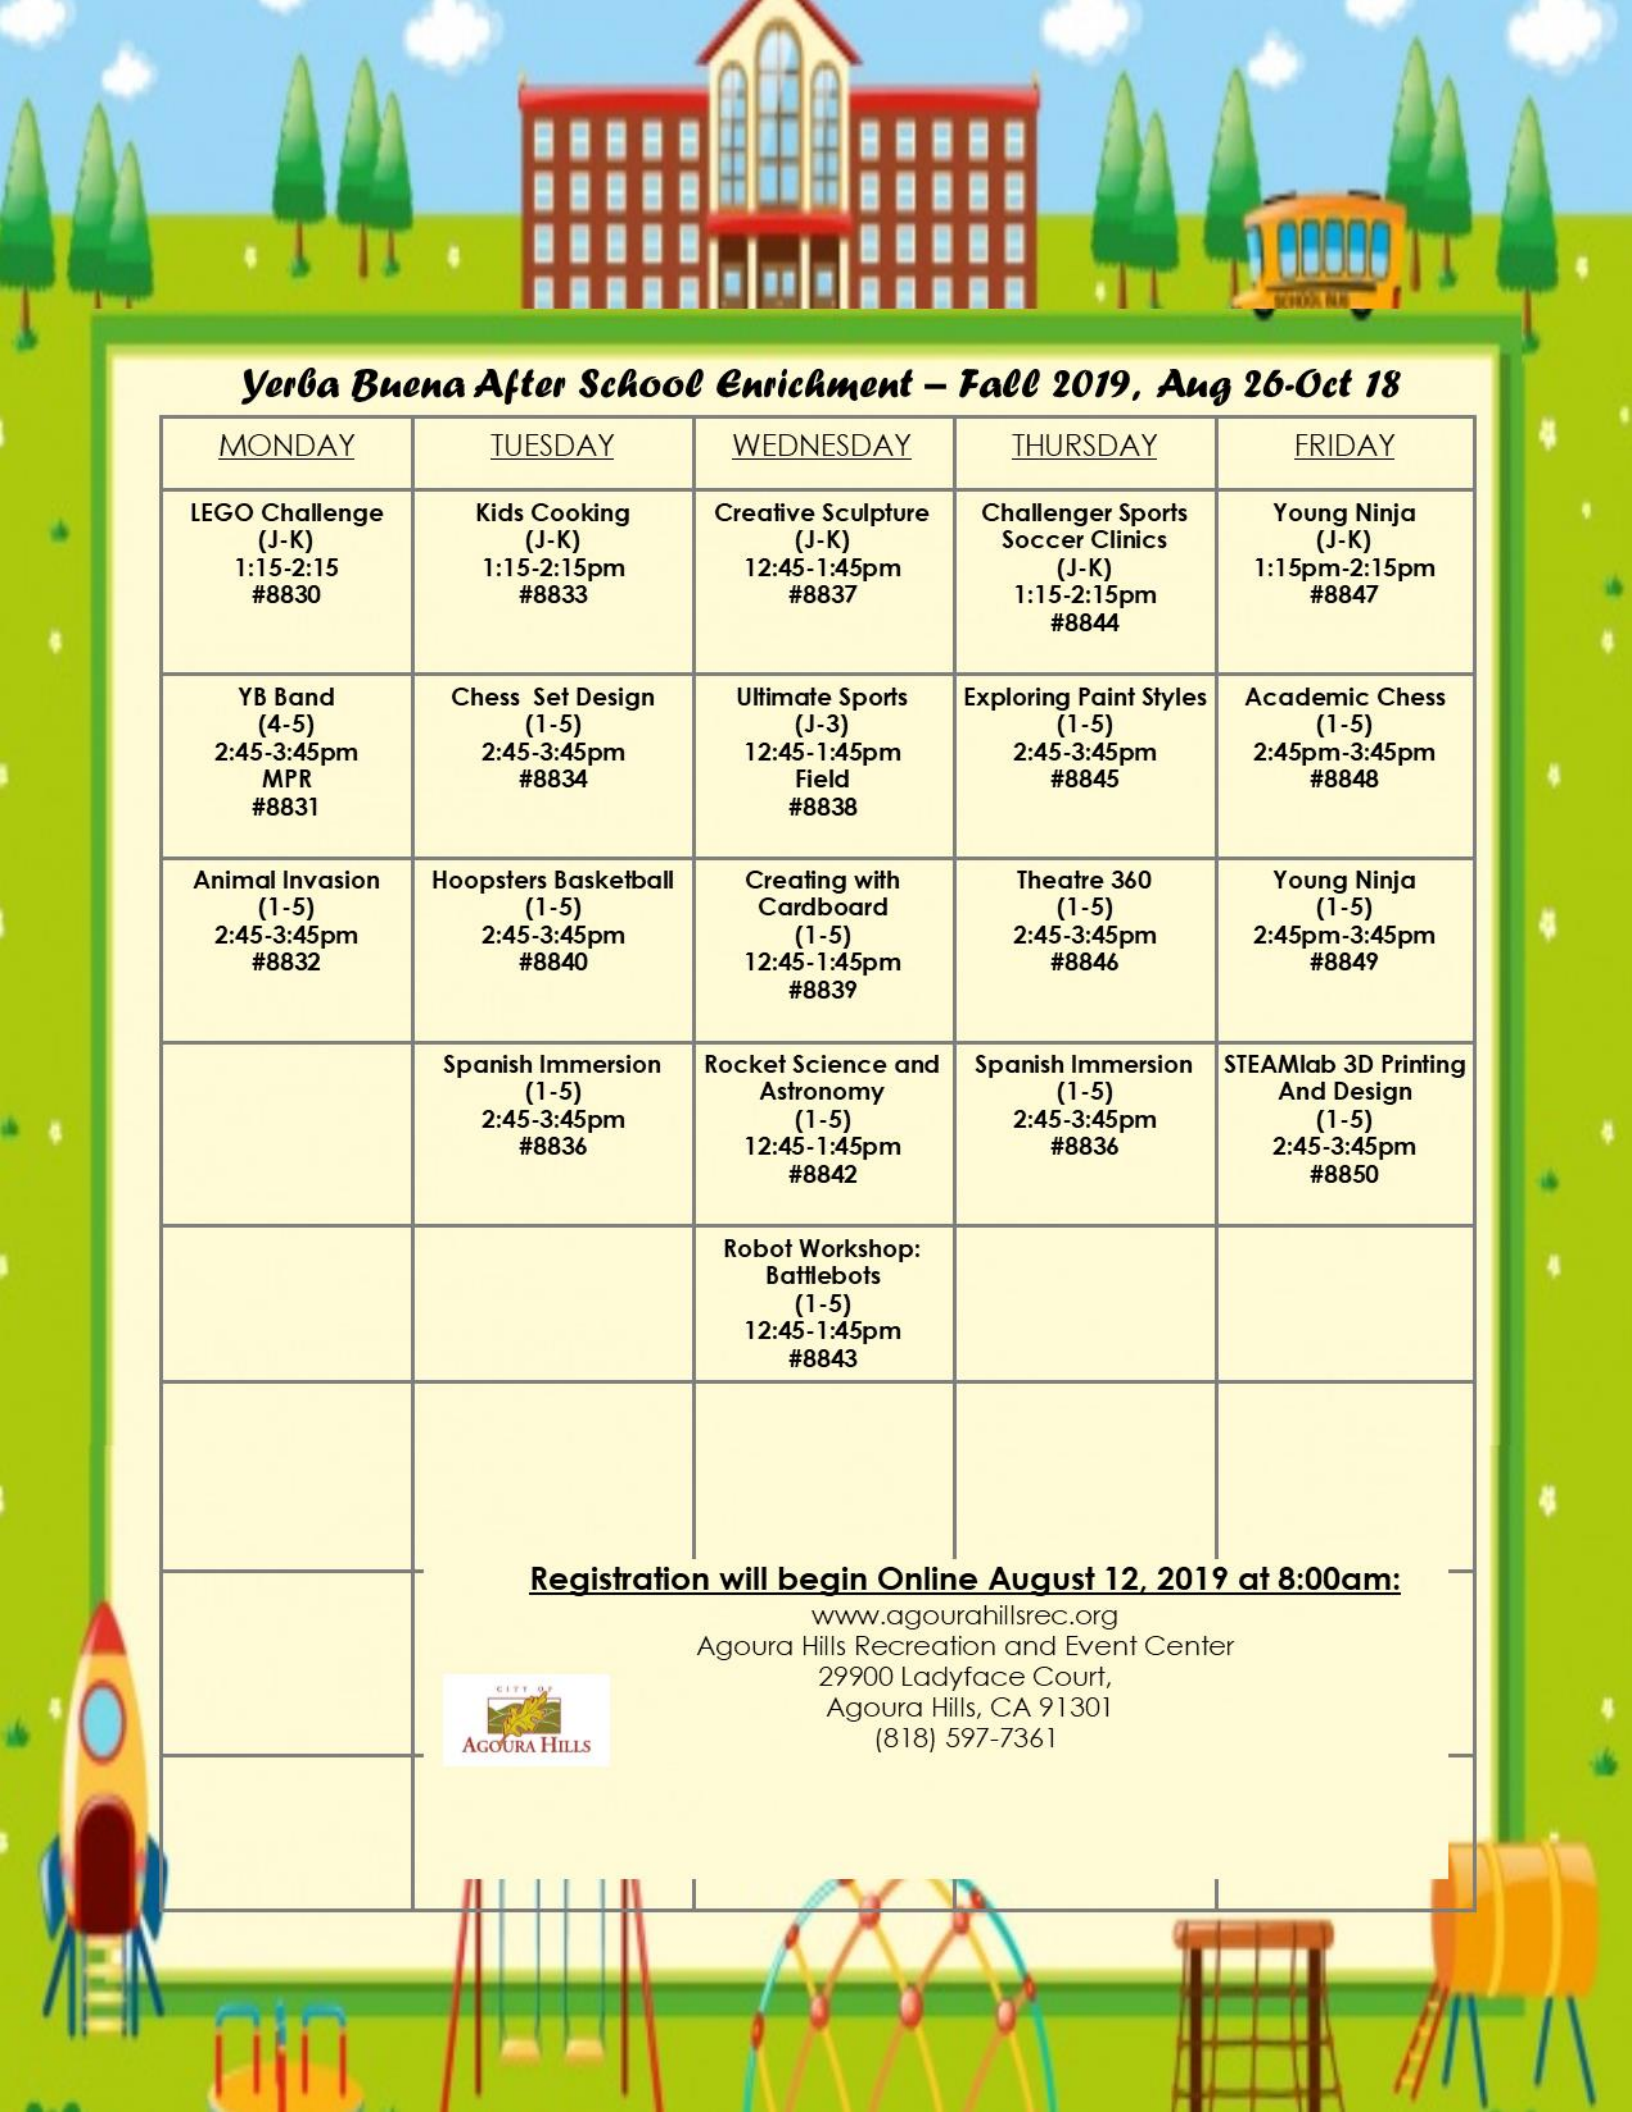 SCHOOL BUS
Yerba Buena After School Enrichment – Fall 2019, Aug 26-Oct 18
MONDAY
TUESDAY
WEDNESDAY
THURSDAY
FRIDAY
LEGO Challenge
(J-K)
1:15-2:15
#8830
Kids Cooking
(J-K)
1:15-2:15pm
#8833
Creative Sculpture
(J-K)
12:45-1:45pm
#8837
Challenger Sports
Soccer Clinics
(J-K)
1:15-2:15pm
#8844
Young Ninja
(J-K)
1:15pm-2:15pm
#8847
YB Band
(4-5)
2:45-3:45pm
MPR
#8831
Chess Set Design
(1-5)
2:45-3:45pm
#8834
Ultimate Sports
(J-3)
12:45-1:45pm
Field
#8838
Exploring Paint Styles
(1-5)
2:45-3:45pm
#8845
Academic Chess
(1-5)
2:45pm-3:45pm
#8848
Animal Invasion
(1-5)
2:45-3:45pm
#8832
Hoopsters Basketball
(1-5)
2:45-3:45pm
#8840
Creating with
Cardboard
(1-5)
12:45-1:45pm
#8839
Theatre 360
(1-5)
2:45-3:45pm
#8846
Young Ninja
(1-5)
2:45pm-3:45pm
#8849
Spanish Immersion
(1-5)
2:45-3:45pm
#8836
Rocket Science and
Astronomy
(1-5)
12:45-1:45pm
#8842
Spanish Immersion
(1-5)
2:45-3:45pm
#8836
STEAMlab 3D Printing
And Design
(1-5)
2:45-3:45pm
#8850
Robot Workshop:
Battlebots
(1-5)
12:45-1:45pm
#8843
Registration will begin Online August 12, 2019 at 8:00am:
www.agourahillsrec.org
Agoura Hills Recreation and Event Center
29900 Ladyface Court,
Agoura Hills, CA 91301
(818) 597-7361
CITY OF
AGOURA HILLS